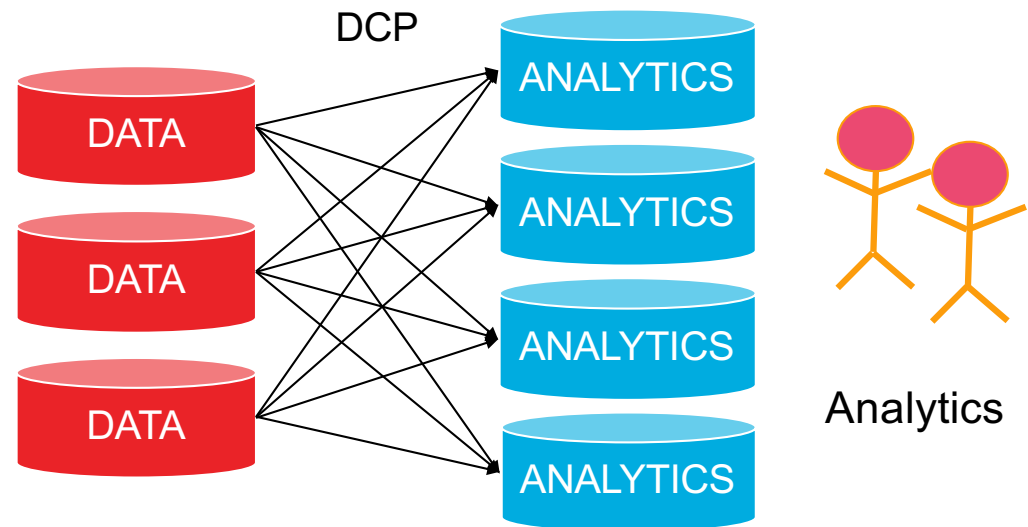 DCP
DATA
DATA
DATA
ANALYTICS
ANALYTICS
ANALYTICS
ANALYTICS
Analytics